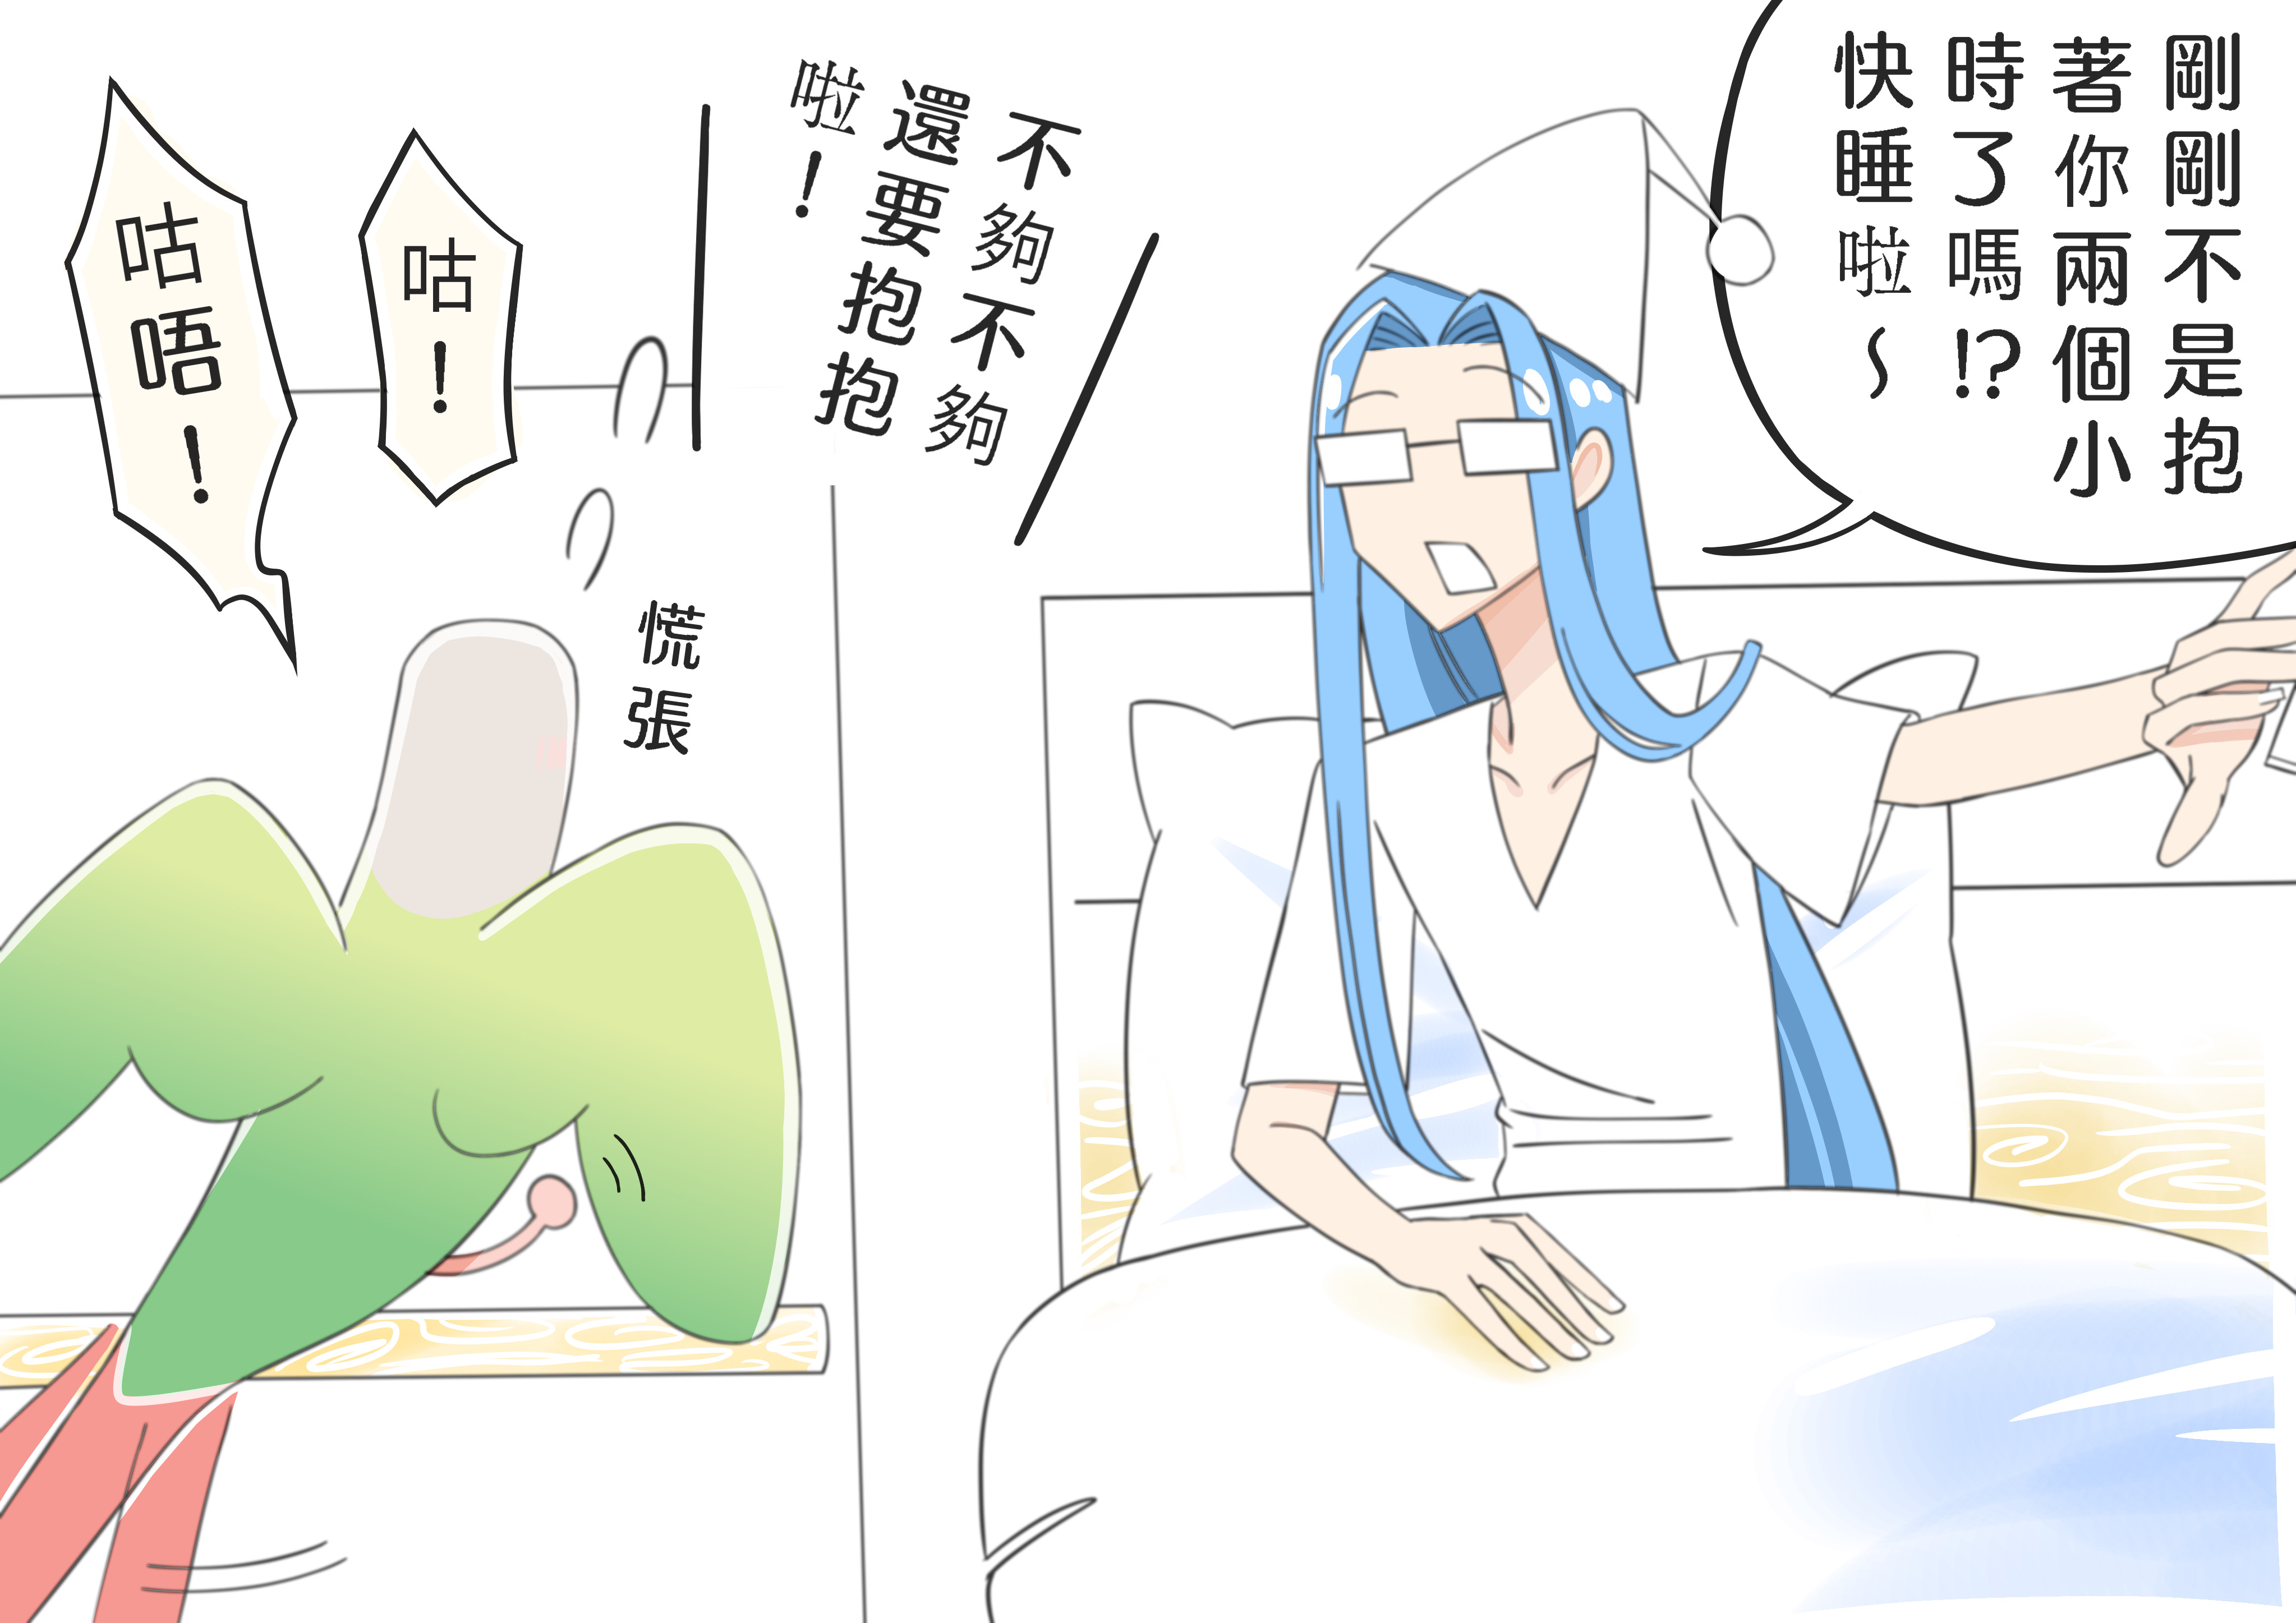 剛剛不是抱
著你兩個小
時了嗎!?
快睡啦～
不夠不夠
還要抱抱
啦！
慌張
咕！
咕唔！